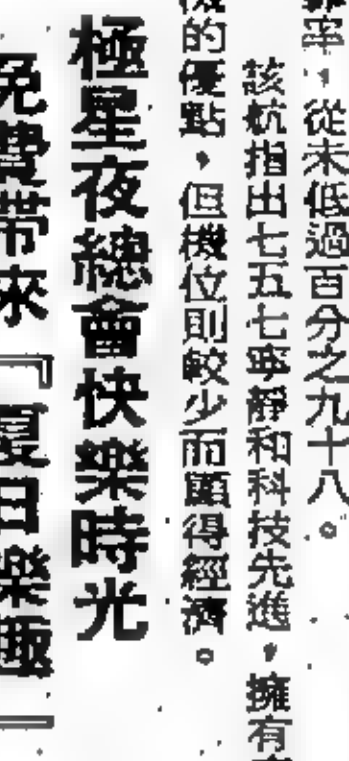 率，從未低過百分之九十八。
該航指出七五七寧靜和科技先進，擁有
的優點，但機位則較少而顯得經濟。
極星夜總會快樂時光
免費帶來『夏日樂趣』